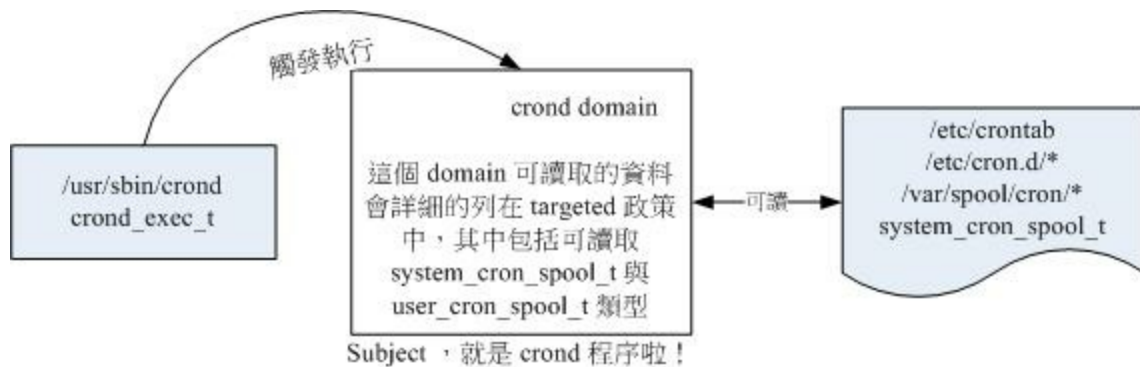 觸發執行
/usr/sbin/crond
crond_exec_t
crond domain
這個 domain 可讀取的資料
會詳細的列在 targeted 政策
中，其中包括可讀取
system_cron_spool_t 與
user_cron_spool_t 類型
Subject ，就是 crond 程序啦！
可讀
/etc/crontab
/etc/cron.d/*
/var/spool/cron/*
system_cron_spool_t